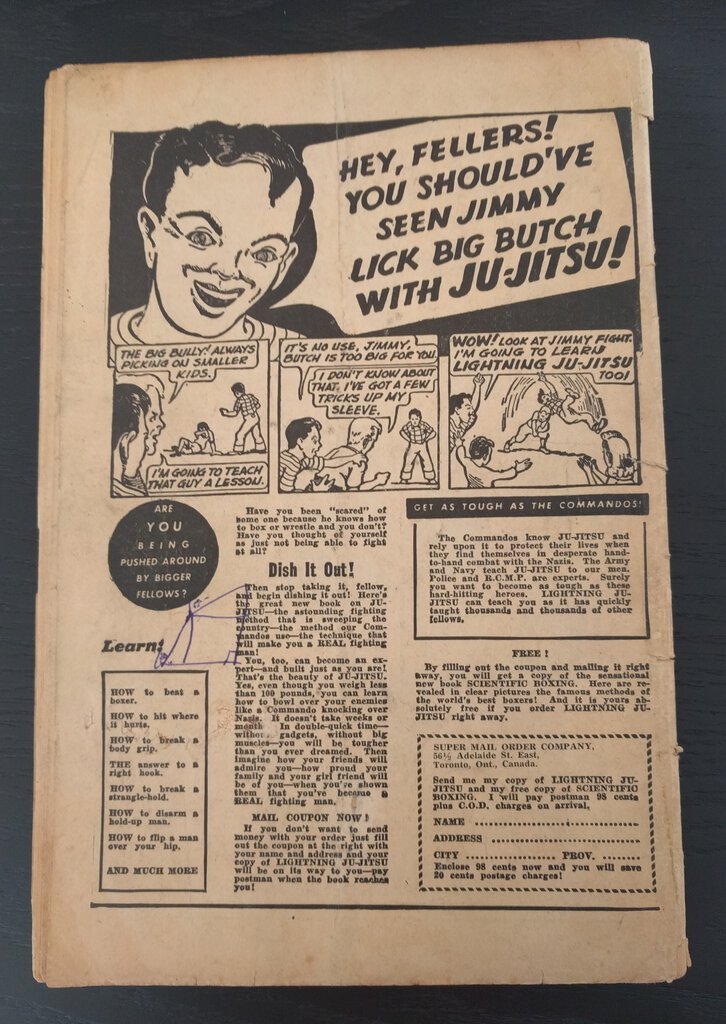 HEY, FELLERS!
YOU SHOULD'VE
SEEN JIMMY
LICK BIG BUTCH
WITH JU-JITSU!
THE BIG BULLY! ALWAYS
PICKING ON SMALLER
KIDS.
I'M GOING TO TEACH
THAT GUY A LESSON.
IT'S NO USE, JIMMY,
BUTCH IS TOO BIG FOR YOU.
I DON'T KNOW ABOUT
THAT. I'VE GOT A FEW
TRICKS UP MY
SLEEVE.
WOW! LOOK AT JIMMY FIGHT.
I'M GOING TO LEARN
LIGHTNING JU-JITSU
TOO!
ARE
YOU
BEING
PUSHED AROUND
BY BIGGER
FELLOWS?
Learn!
HOW to beat a
boxer.
HOW to hit where
it hurts.
HOW to break a
body grip.
THE answer to a
right hook.
HOW to break a
strangle-hold.
HOW to disarm a
hold-up man.
HOW to flip a man
over your hip.
AND MUCH MORE
Have you been "scared" of
some one because he knows how
to box or wrestle and you don't?
Have you thought of yourself
as just not being able to fight
at all?
Dish It Out!
Then stop taking it, fellow,
and begin dishing it out! Here's
the great new book on JU-
JITSU—the astounding fighting
method that is sweeping the
country—the method our Com-
mandos use—the technique that
will make you a REAL fighting
man!
You, too, can become an ex-
pert—and built just as you are!
That's the beauty of JU-JITSU.
Yes, even though you weigh less
than 100 pounds, you can learn
how to bowl over your enemies
like a Commando knocking over
Nazis. It doesn't take weeks or
month In double-quick time—
without gadgets, without big
muscles—you will be tougher
than you ever dreamed. Then
imagine how your friends will
admire you—how proud your
family and your girl friend will
be of you—when you've shown
them that you've become a
REAL fighting man.
MAIL COUPON NOW!
If you don't want to send
money with your order just fill
out the coupon at the right with
your name and address and your
copy of LIGHTNING JU-JITSU
will be on its way to you—pay
postman when the book reaches
you!
GET AS TOUGH AS THE COMMANDOS!
The Commandos know JU-JITSU and
rely upon it to protect their lives when
they find themselves in desperate hand-
to-hand combat with the Nazis. The Army
and Navy teach JU-JITSU to our men.
Police and R.C.M.P. are experts. Surely
you want to become as tough as these
hard-hitting heroes. LIGHTNING JU-
JITSU can teach you as it has quickly
taught thousands and thousands of other
fellows.
FREE!
By filling out the coupon and mailing it right
away, you will get a copy of the sensational
new book SCIENTIFIC BOXING. Here are re-
vealed in clear pictures the famous methods of
the world's best boxers! And it is yours ab-
solutely free if you order LIGHTNING JU-
JITSU right away.
SUPER MAIL ORDER COMPANY,
56½ Adelaide St. East,
Toronto, Ont., Canada.
Send me my copy of LIGHTNING JU-
JITSU and my free copy of SCIENTIFIC
BOXING. I will pay postman 98 cents
plus C.O.D. charges on arrival.
NAME ................................
ADDRESS ................................
CITY ........................ PROV. ........
Enclose 98 cents now and you will save
20 cents postage charges!